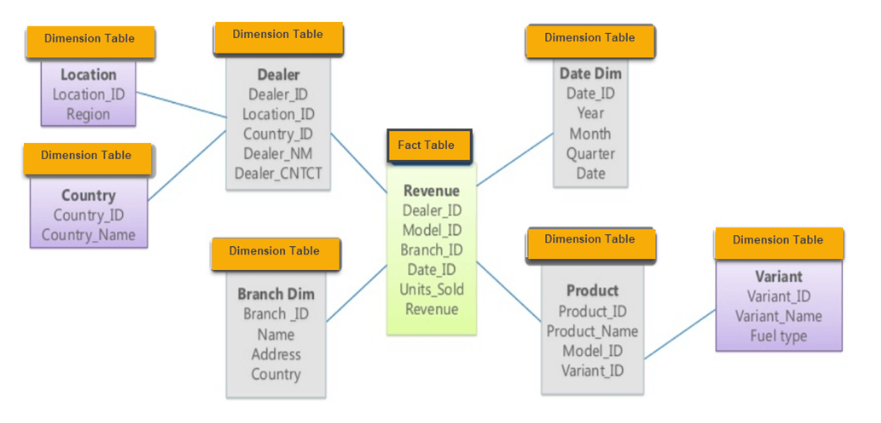 Dimension Table
Location
Location_ID
Region
Dimension Table
Country
Country_ID
Country_Name
Dimension Table
Dealer
Dealer_ID
Location_ID
Country_ID
Dealer_NM
Dealer_CNTCT
Dimension Table
Branch Dim
Branch _ID
Name
Address
Country
Fact Table
Revenue
Dealer_ID
Model_ID
Branch_ID
Date_ID
Units_Sold
Revenue
Dimension Table
Date Dim
Date_ID
Year
Month
Quarter
Date
Dimension Table
Product
Product_ID
Product_Name
Model_ID
Variant_ID
Dimension Table
Variant
Variant_ID
Variant_Name
Fuel type